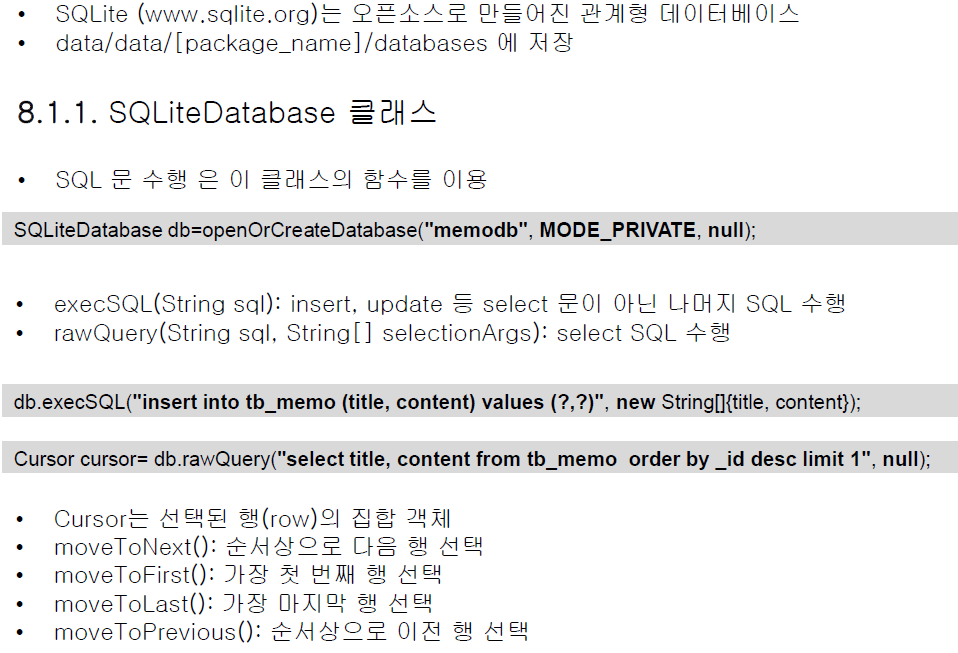 • SQLite (www.sqlite.org)는 오픈소스로 만들어진 관계형 데이터베이스
• data/data/[package_name]/databases 에 저장
8.1.1. SQLiteDatabase 클래스
• SQL 문 수행 은 이 클래스의 함수를 이용
SQLiteDatabase db=openOrCreateDatabase("memodb", MODE_PRIVATE, null);
• execSQL(String sql): insert, update 등 select 문이 아닌 나머지 SQL 수행
• rawQuery(String sql, String[] selectionArgs): select SQL 수행
db.execSQL("insert into tb_memo (title, content) values (?,?)", new String[]{title, content});
Cursor cursor= db.rawQuery("select title, content from tb_memo  order by _id desc limit 1", null);
• Cursor는 선택된 행(row)의 집합 객체
• moveToNext(): 순서상으로 다음 행 선택
• moveToFirst(): 가장 첫 번째 행 선택
• moveToLast(): 가장 마지막 행 선택
• moveToPrevious(): 순서상으로 이전 행 선택